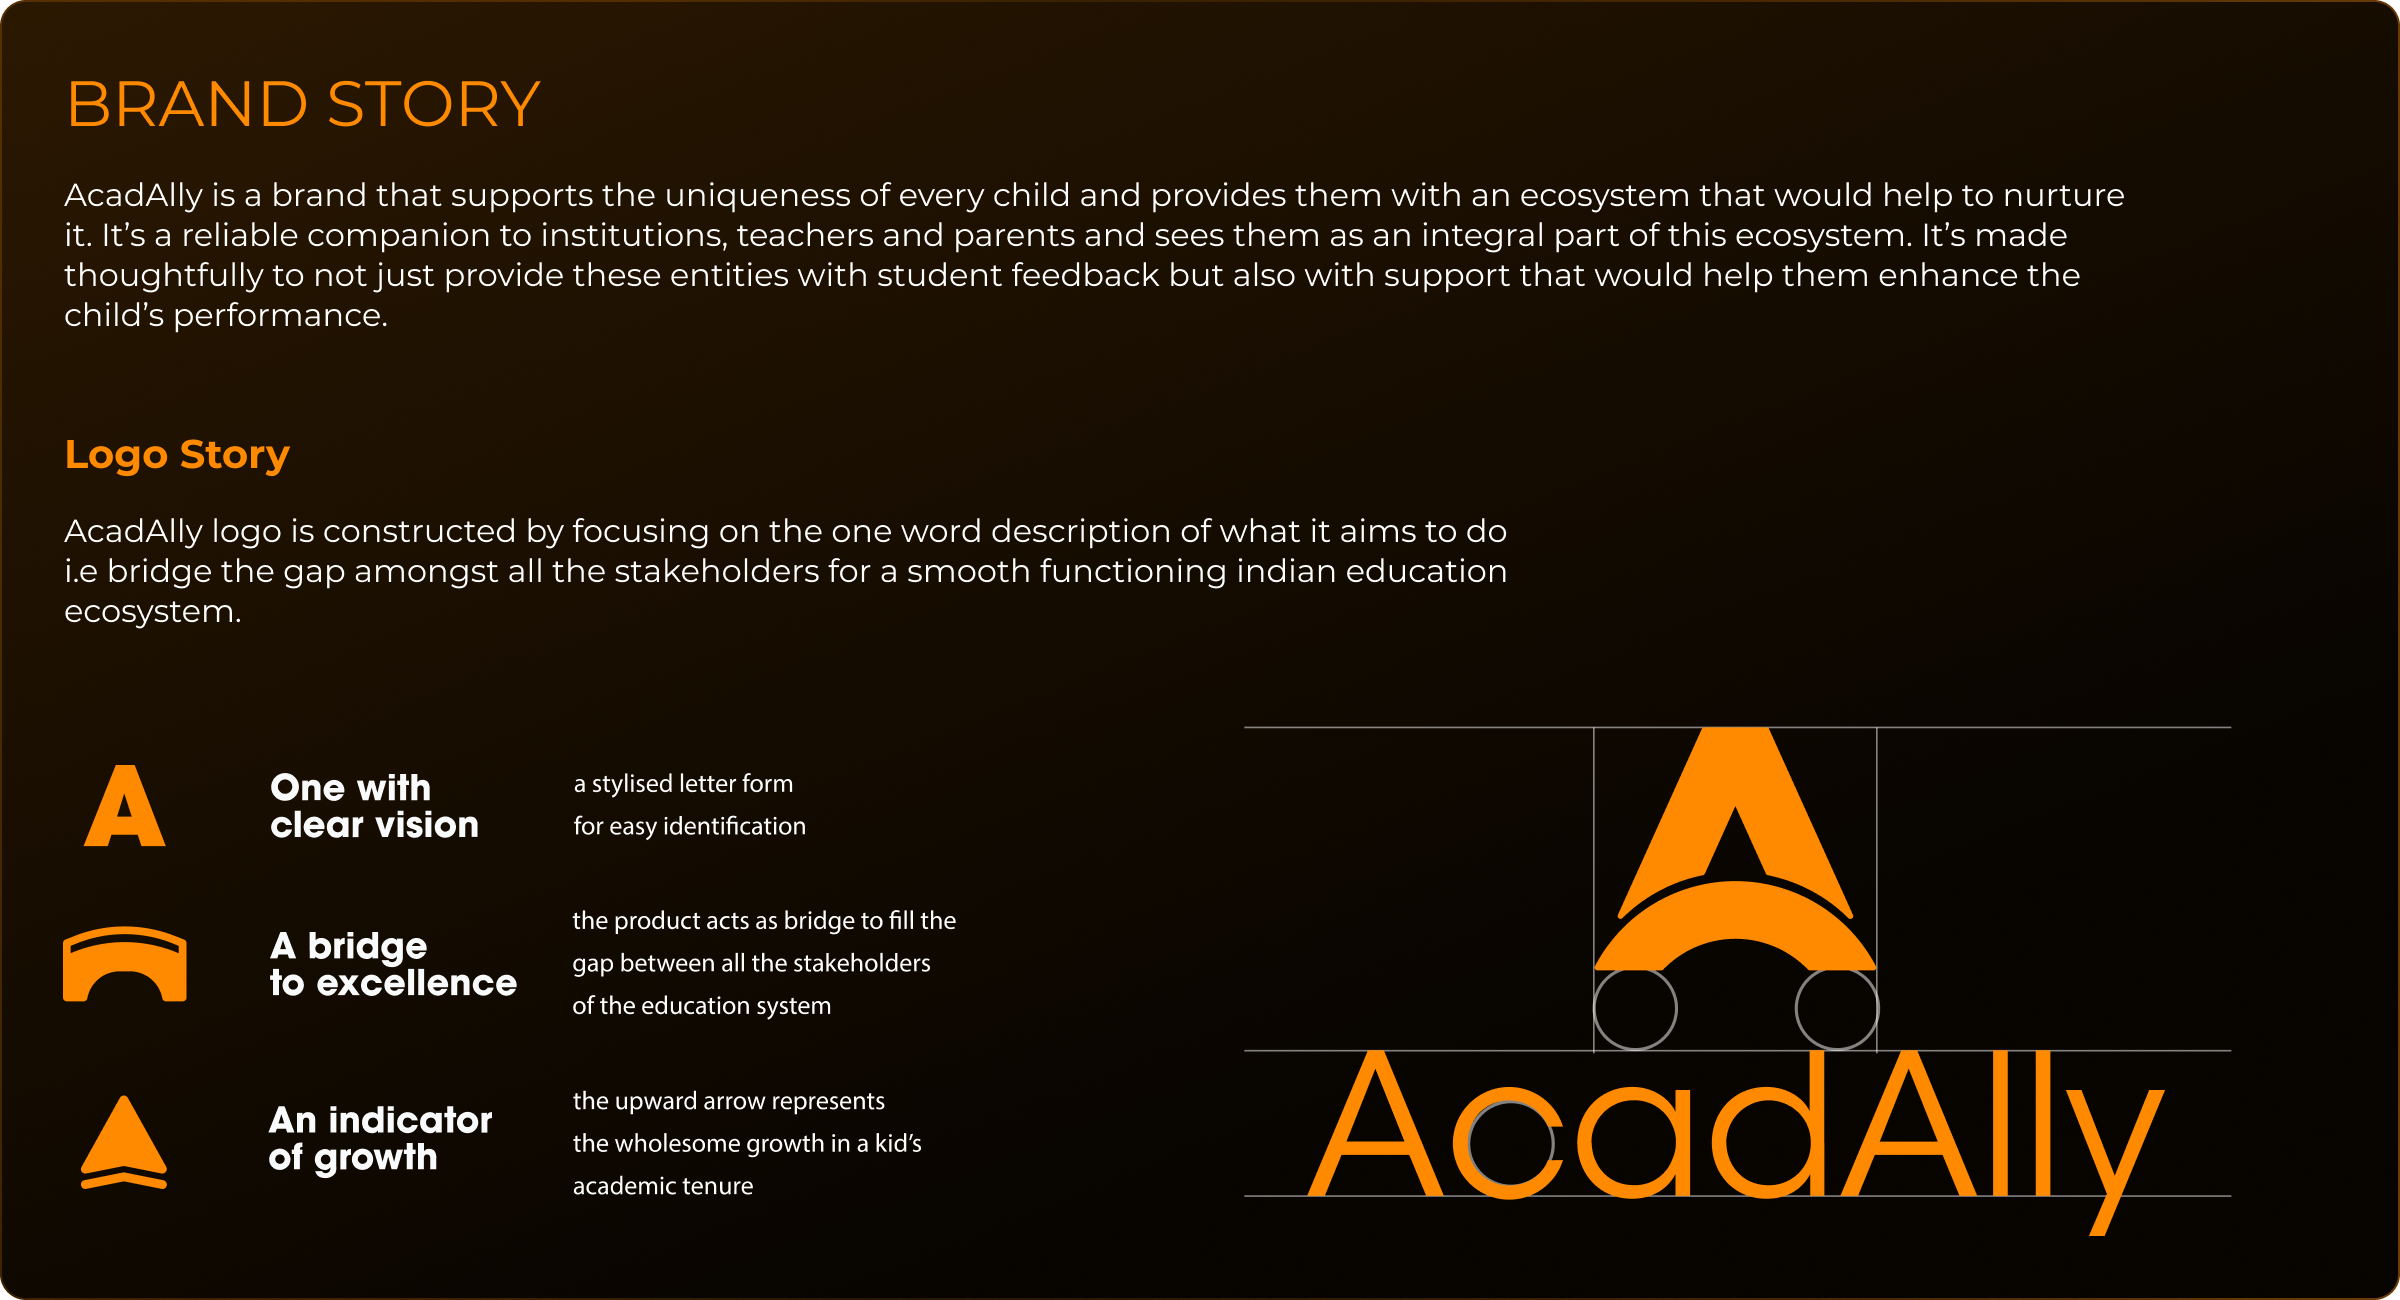 BRAND STORY
AcadAlly is a brand that supports the uniqueness of every child and provides them with an ecosystem that would help to nurture
it. It’s a reliable companion to institutions, teachers and parents and sees them as an integral part of this ecosystem. It’s made
thoughtfully to not just provide these entities with student feedback but also with support that would help them enhance the
child’s performance.
Logo Story
AcadAlly logo is constructed by focusing on the one word description of what it aims to do
i.e bridge the gap amongst all the stakeholders for a smooth functioning indian education
ecosystem.
A
One with
clear vision
a stylised letter form
for easy identification
A bridge
to excellence
the product acts as bridge to fill the
gap between all the stakeholders
of the education system
An indicator
of growth
the upward arrow represents
the wholesome growth in a kid’s
academic tenure
A
AcadAlly